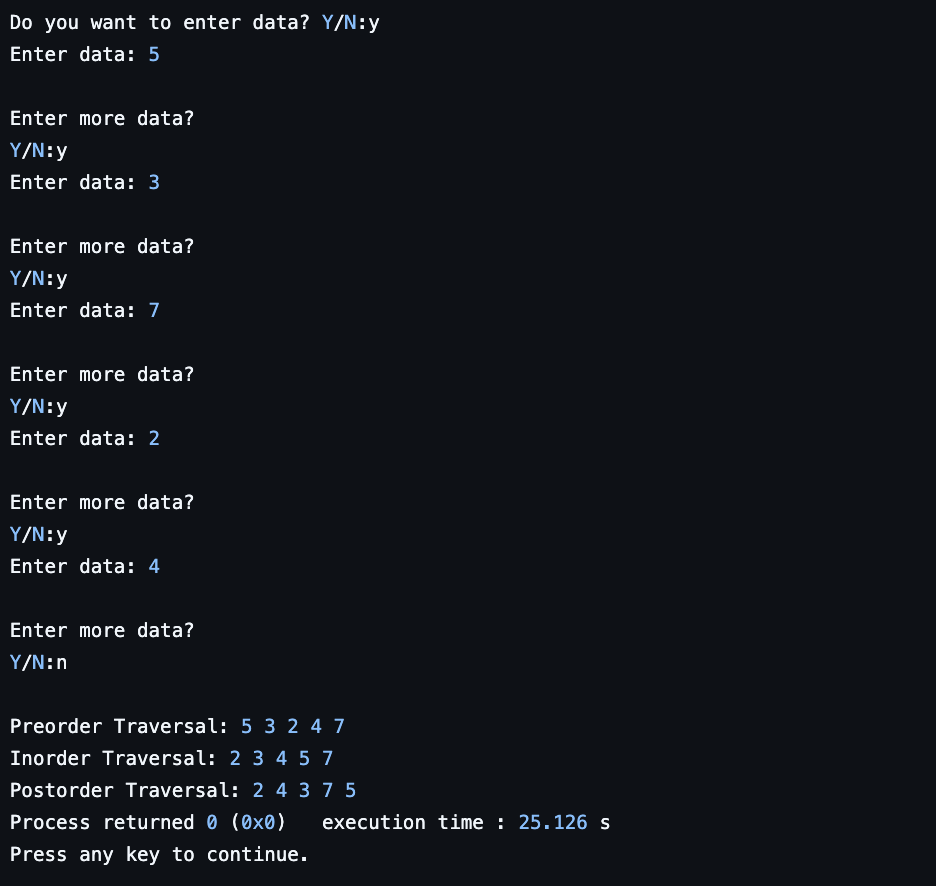 Do you want to enter data? Y/N:y
Enter data: 5

Enter more data?
Y/N:y
Enter data: 3

Enter more data?
Y/N:y
Enter data: 7

Enter more data?
Y/N:y
Enter data: 2

Enter more data?
Y/N:y
Enter data: 4

Enter more data?
Y/N:n

Preorder Traversal: 5 3 2 4 7
Inorder Traversal: 2 3 4 5 7
Postorder Traversal: 2 4 3 7 5
Process returned 0 (0x0)   execution time : 25.126 s
Press any key to continue.